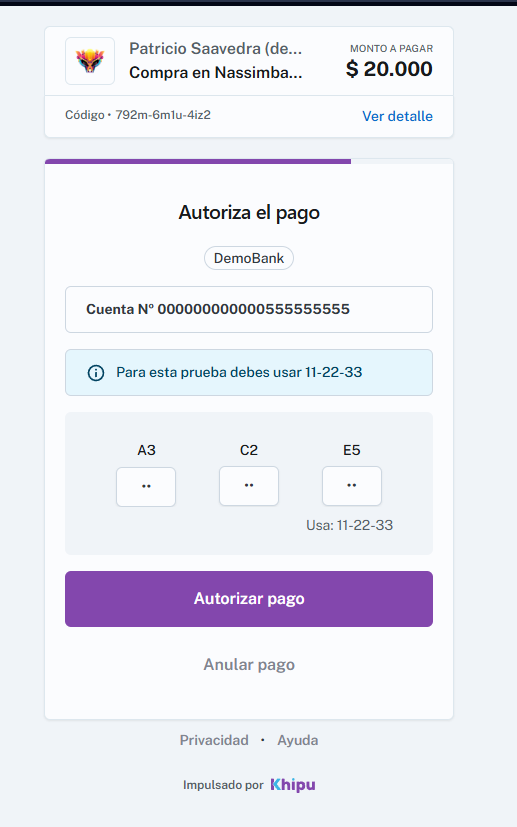 Patricio Saavedra (de...
Compra en Nassimba...
MONTO A PAGAR
$ 20.000
Código • 792m-6m1u-4iz2
Ver detalle
Autoriza el pago
DemoBank
Cuenta Nº 000000000000555555555
Para esta prueba debes usar 11-22-33
A3 C2 E5
•• •• ••
Usa: 11-22-33
Autorizar pago
Anular pago
Privacidad • Ayuda
Impulsado por Khipu